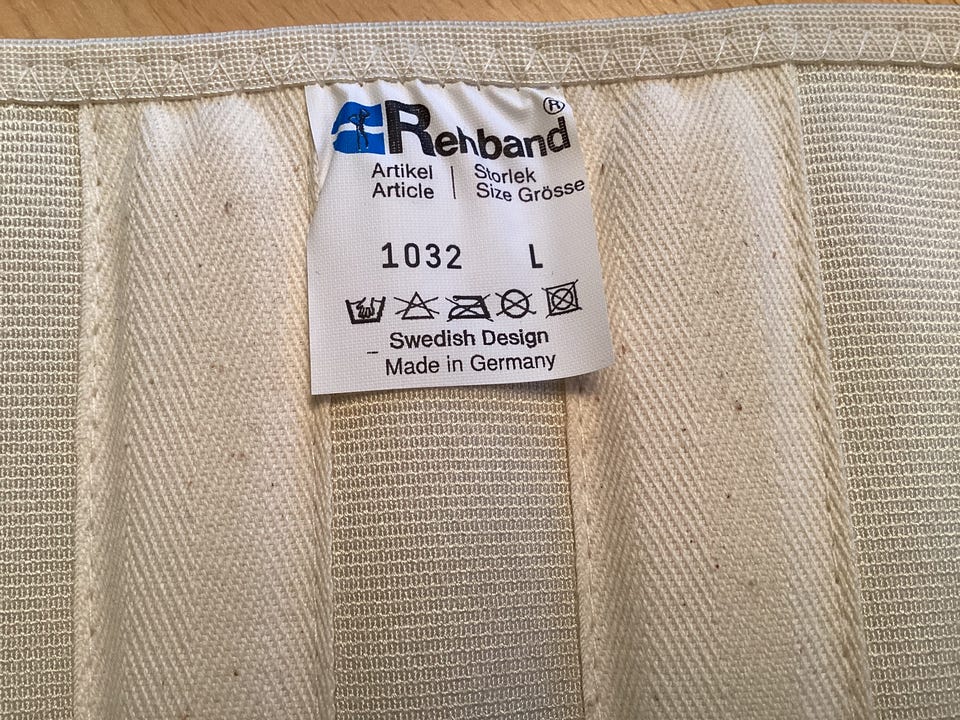 Rehband®
Artikel | Storlek
Article | Size Grösse
1032 L
Swedish Design
Made in Germany